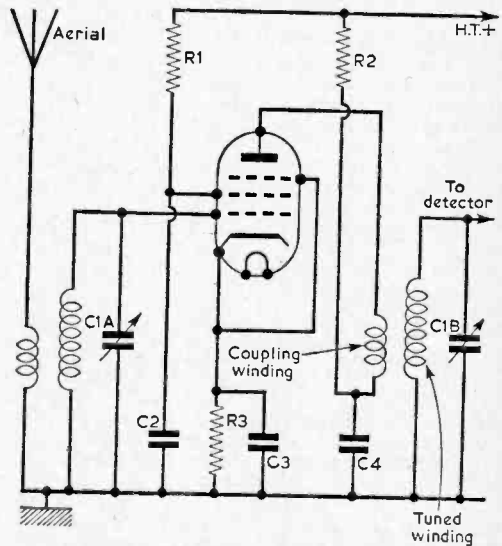 Aerial
R1
R2
H.T.+
To
detector
C1A
Coupling
winding
C1B
C2
R3
C3
C4
Tuned
winding